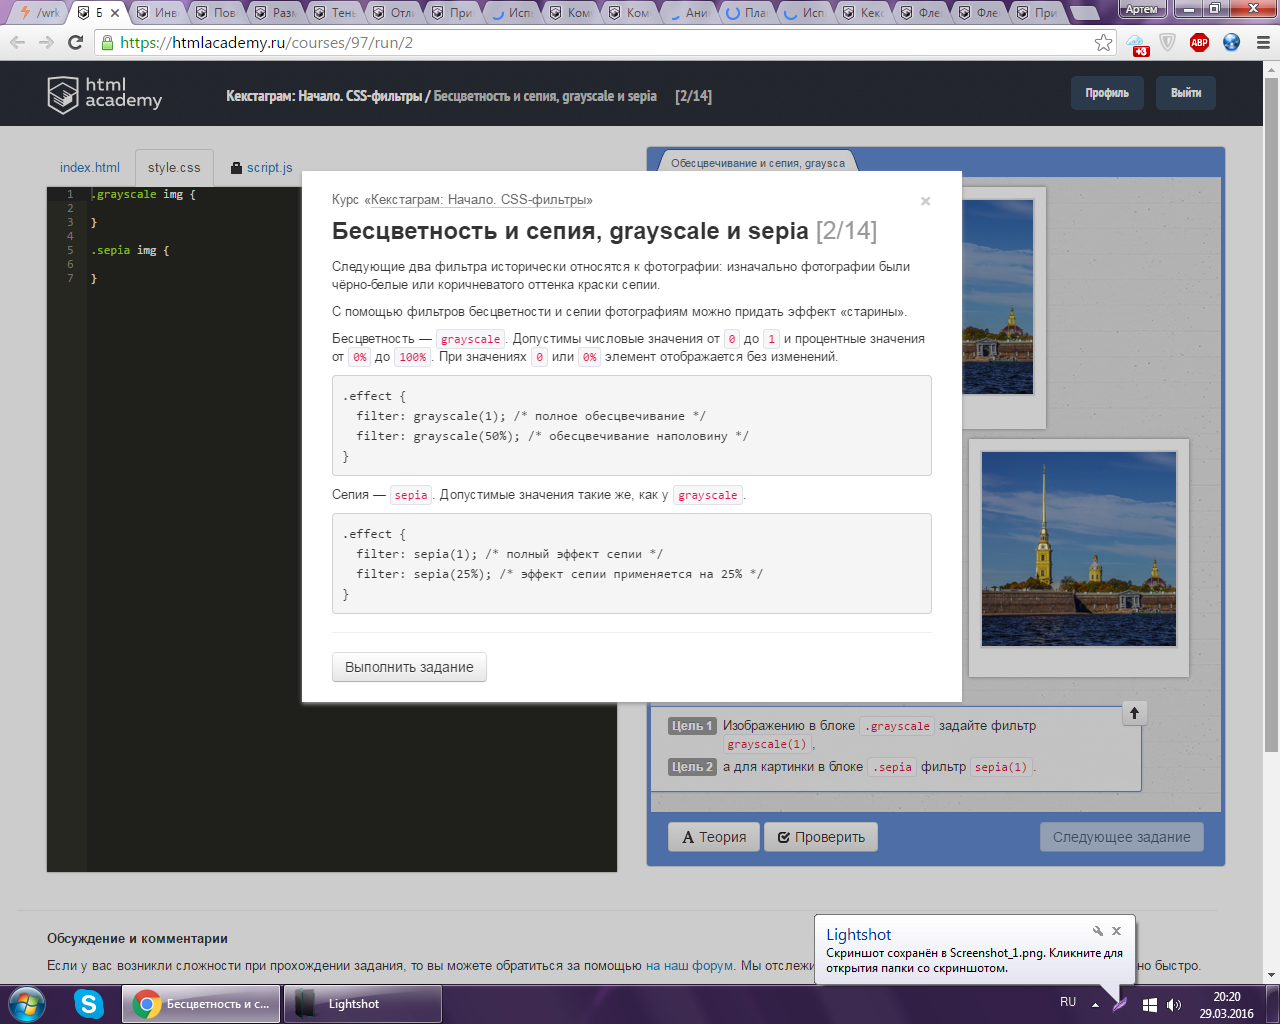 /wrk
Б
Инв
Пов
Разм
Тень
Отл
При
Исп
Ком
Ком
Ани
Пла
Исп
Кекс
Фле
Фле
При
Артем
https://htmlacademy.ru/courses/97/run/2
+3
ABP
html
academy
Кекстаграм: Начало. CSS-фильтры / Бесцветность и сепия, grayscale и sepia [2/14]
Профиль
Выйти
index.html
style.css
script.js
1 .grayscale img {
2
3 }
4
5 .sepia img {
6
7 }
Обесцвечивание и сепия, graysca
Курс «Кекстаграм: Начало. CSS-фильтры»
Бесцветность и сепия, grayscale и sepia [2/14]
Следующие два фильтра исторически относятся к фотографии: изначально фотографии были
чёрно-белые или коричневатого оттенка краски сепии.
С помощью фильтров бесцветности и сепии фотографиям можно придать эффект «старины».
Бесцветность — grayscale. Допустимы числовые значения от 0 до 1 и процентные значения
от 0% до 100%. При значениях 0 или 0% элемент отображается без изменений.
.effect {
filter: grayscale(1); /* полное обесцвечивание */
filter: grayscale(50%); /* обесцвечивание наполовину */
}
Сепия — sepia. Допустимые значения такие же, как у grayscale.
.effect {
filter: sepia(1); /* полный эффект сепии */
filter: sepia(25%); /* эффект сепии применяется на 25% */
}
Выполнить задание
Цель 1 Изображению в блоке .grayscale задайте фильтр
grayscale(1),
Цель 2 а для картинки в блоке .sepia фильтр sepia(1).
Теория
Проверить
Следующее задание
Обсуждение и комментарии
Если у вас возникли сложности при прохождении задания, то вы можете обратиться за помощью на наш форум. Мы отслежи
но быстро.
Lightshot
Скриншот сохранён в Screenshot_1.png. Кликните для
открытия папки со скриншотом.
Бесцветность и с...
Lightshot
RU
20:20
29.03.2016